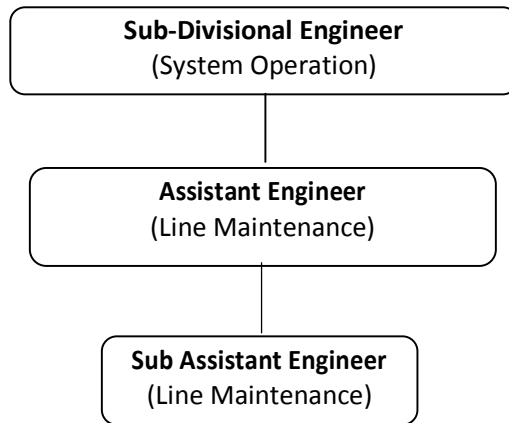 Sub-Divisional Engineer
(System Operation)
Assistant Engineer
(Line Maintenance)
Sub Assistant Engineer
(Line Maintenance)